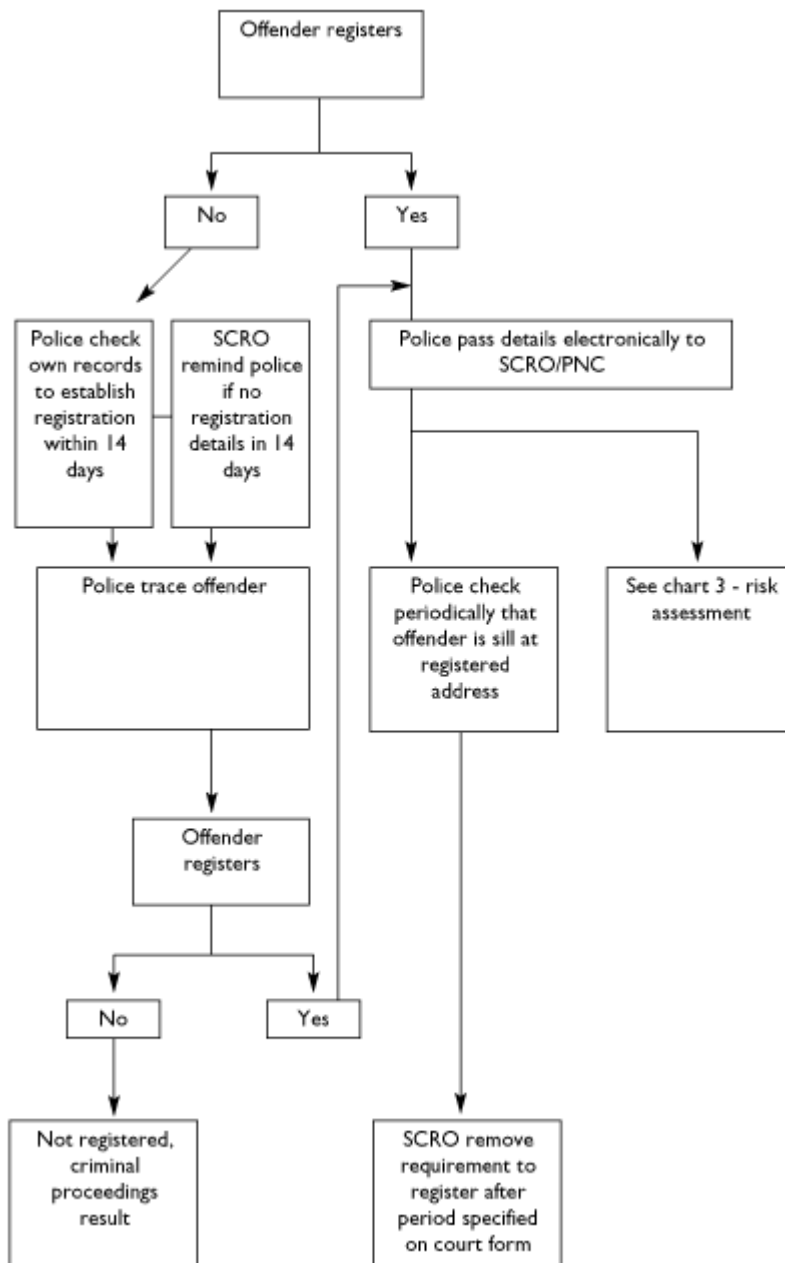 Offender registers
No
Yes
Police check
own records
to establish
registration
within 14
days
SCRO
remind police
if no
registration
details in 14
days
Police pass details electronically to
SCRO/PNC
Police trace offender
Police check
periodically that
offender is sill at
registered
address
See chart 3 - risk
assessment
Offender
registers
No
Yes
Not registered,
criminal
proceedings
result
SCRO remove
requirement to
register after
period specified
on court form